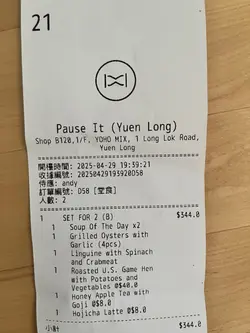 21
Pause It (Yuen Long)
Shop B120,1/F, YOHO MIX, 1 Long Lok Road,
Yuen Long
開檯時間: 2025-04-29 19:39:21
收據編號: 20250429193920D58
侍應: andy
訂單編號: D58 [堂食]
人數: 2
1 SET FOR 2 (B) $344.0
1 Soup Of The Day x2
1 Grilled Oysters with
Garlic (4pcs)
1 Linguine with Spinach
and Crabmeat
1 Roasted U.S. Game Hen
with Potatoes and
Vegetables @$40.0
1 Honey Apple Tea with
Goji @$8.0
1 Hojicha Latte @$8.0
小計 $344.0